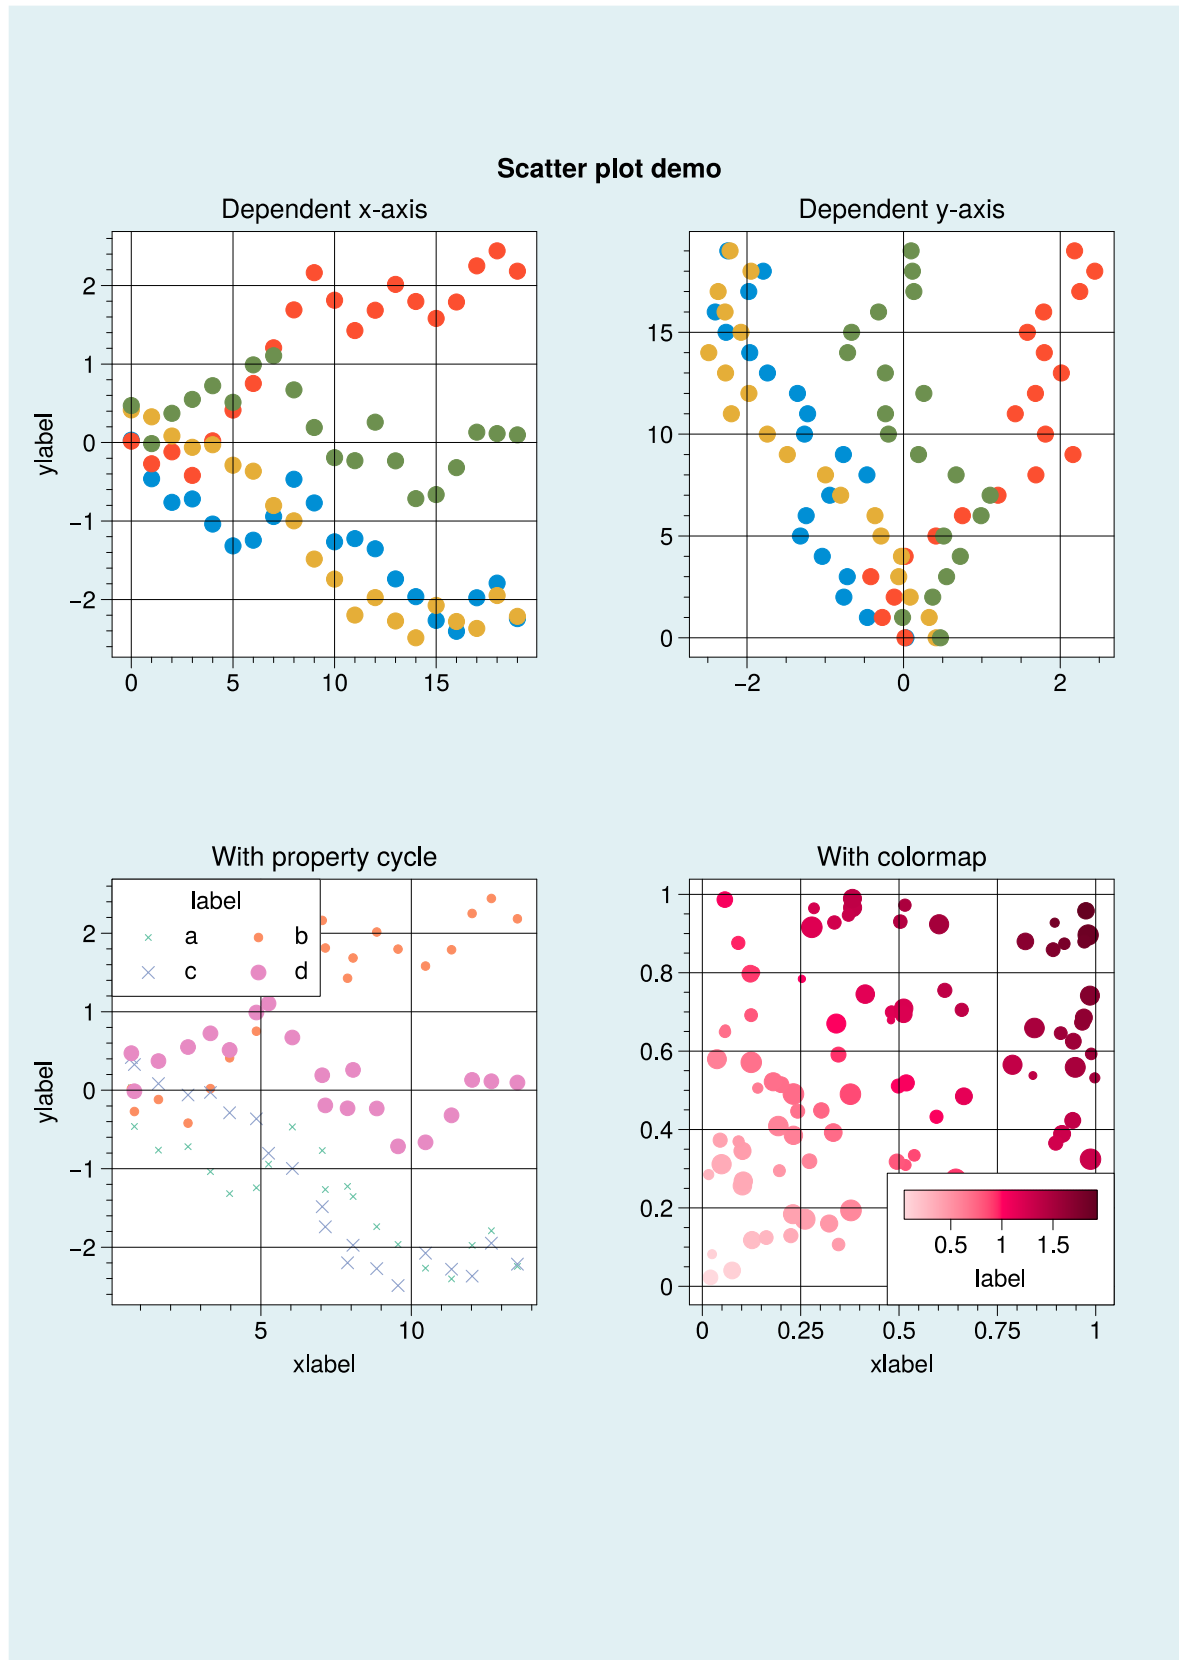 Scatter plot demo
Dependent x-axis
2
1
0
−1
−2
ylabel
0 5 10 15
Dependent y-axis
15
10
5
0
−2 0 2
With property cycle
label
a b
c d
2
1
0
−1
−2
ylabel
5 10
xlabel
With colormap
1
0.8
0.6
0.4
0.2
0
0.5 1 1.5
label
0 0.25 0.5 0.75 1
xlabel